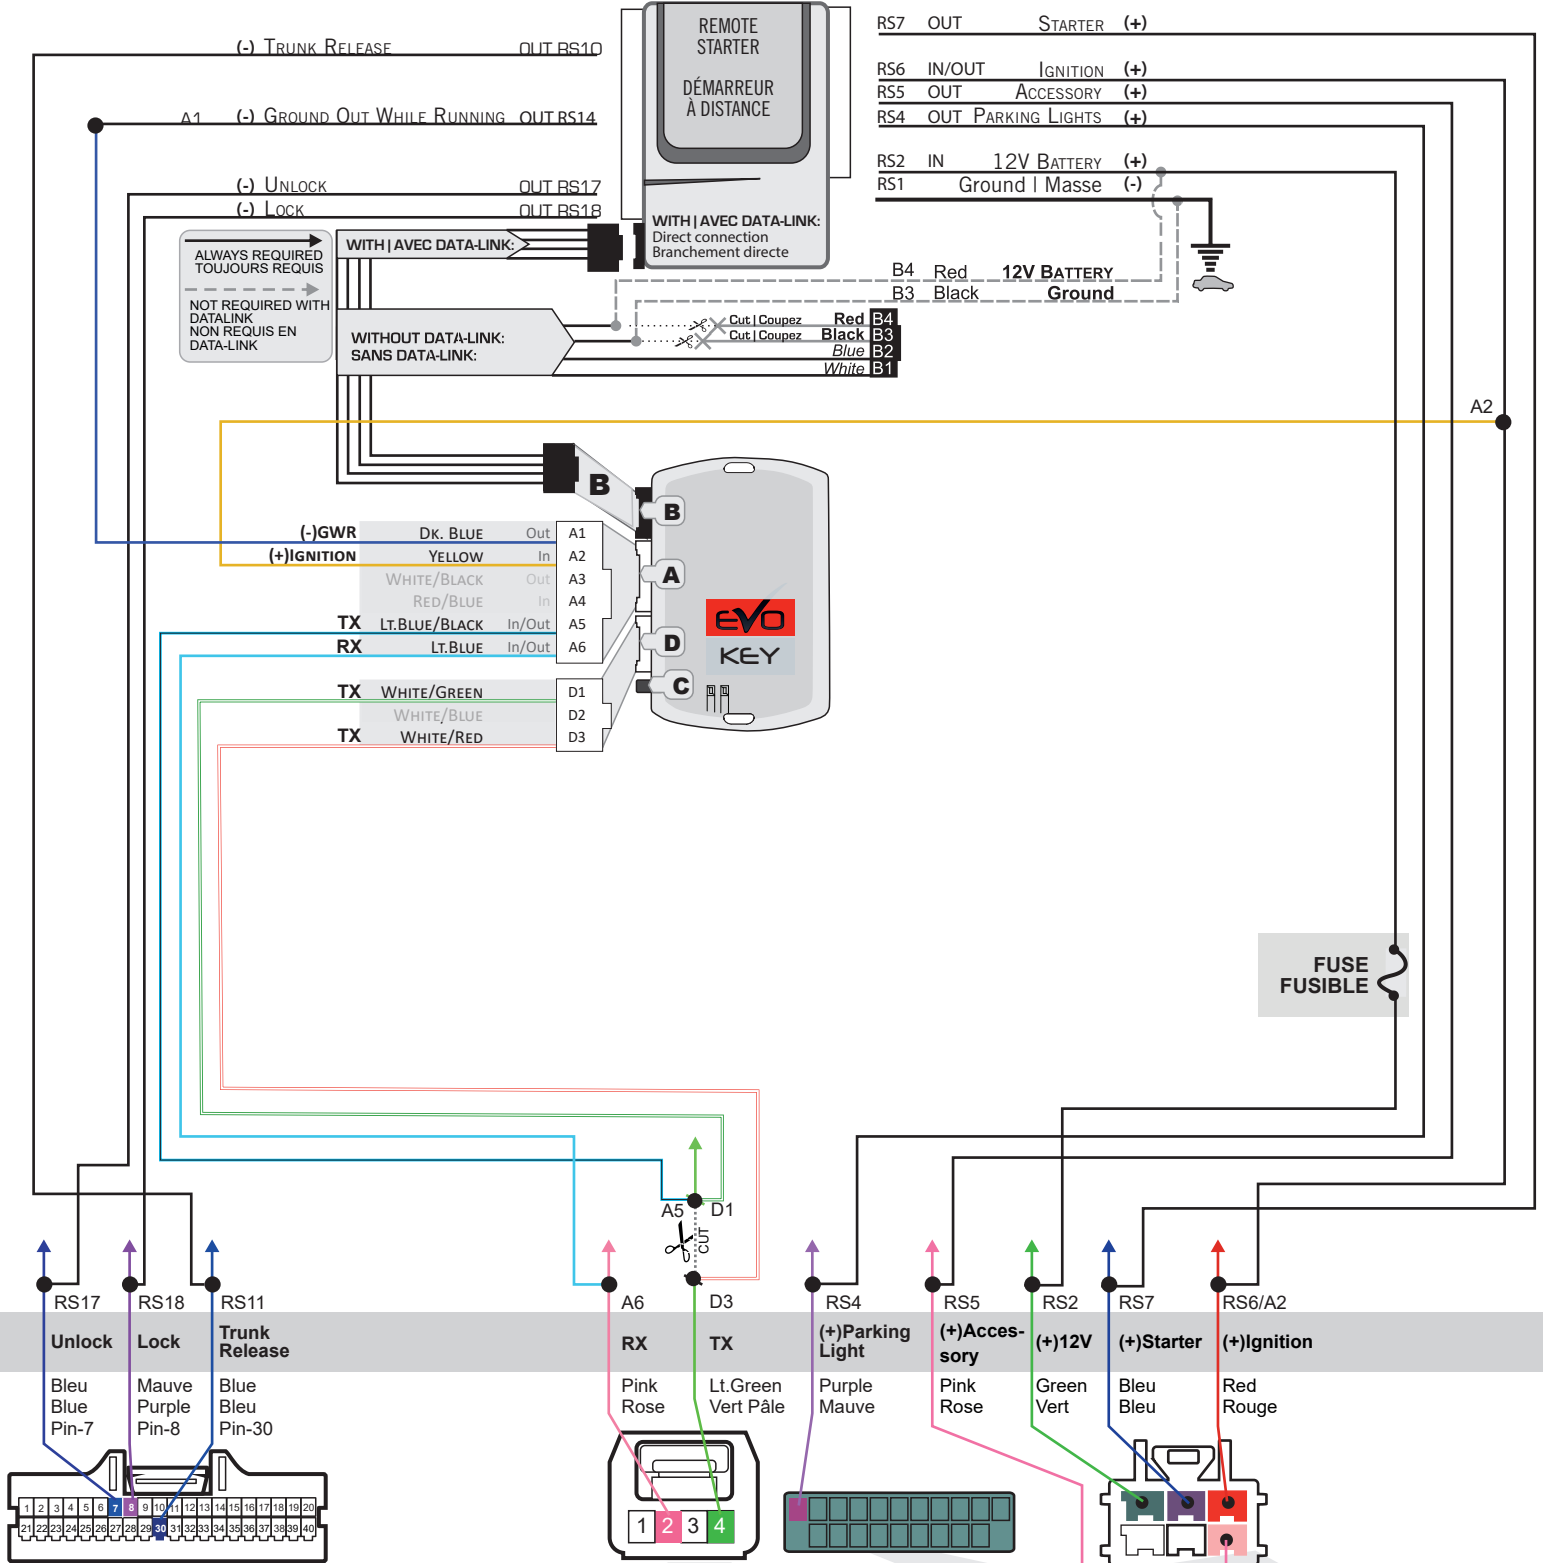 REMOTE
STARTER
DÉMARREUR
À DISTANCE
WITH | AVEC DATA-LINK:
Direct connection
Branchement directe
(-) TRUNK RELEASE OUT RS10
A1 (-) GROUND OUT WHILE RUNNING OUT RS14
(-) UNLOCK OUT RS17
(-) LOCK OUT RS18
RS7 OUT STARTER (+)
RS6 IN/OUT IGNITION (+)
RS5 OUT ACCESSORY (+)
RS4 OUT PARKING LIGHTS (+)
RS2 IN 12V BATTERY (+)
RS1 Ground | Masse (-)
ALWAYS REQUIRED
TOUJOURS REQUIS
NOT REQUIRED WITH
DATALINK
NON REQUIS EN
DATA-LINK
WITH | AVEC DATA-LINK:
B4 Red 12V BATTERY
B3 Black Ground
WITHOUT DATA-LINK:
SANS DATA-LINK:
Cut | Coupez Red B4
Cut | Coupez Black B3
Blue B2
White B1
A2
B
B
A
D
C
EVO
KEY
(-)GWR DK. BLUE Out A1
(+)IGNITION YELLOW In A2
WHITE/BLACK Out A3
RED/BLUE In A4
TX LT.BLUE/BLACK In/Out A5
RX LT.BLUE In/Out A6
TX WHITE/GREEN D1
WHITE/BLUE D2
TX WHITE/RED D3
FUSE
FUSIBLE
A5 D1
CUT
RS17 RS18 RS11 A6 D3 RS4 RS5 RS2 RS7 RS6/A2
Unlock
Lock
Trunk
Release
RX
TX
(+)Parking
Light
(+)Acces-
sory
(+)12V
(+)Starter
(+)Ignition
Bleu
Blue
Pin-7
Mauve
Purple
Pin-8
Blue
Bleu
Pin-30
Pink
Rose
Lt.Green
Vert Pâle
Purple
Mauve
Pink
Rose
Green
Vert
Bleu
Bleu
Red
Rouge
1 2 3 4 5 6 7 8 9 10 11 12 13 14 15 16 17 18 19 20
21 22 23 24 25 26 27 28 29 30 31 32 33 34 35 36 37 38 39 40
1 2 3 4